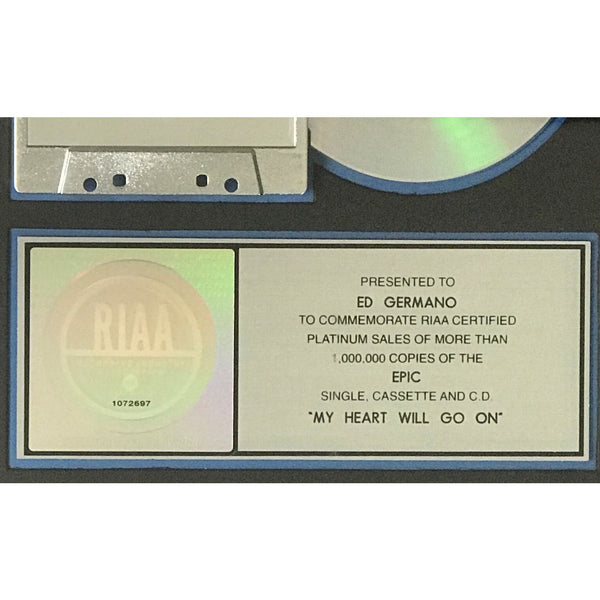 RIAA
1072697
PRESENTED TO
ED GERMANO
TO COMMEMORATE RIAA CERTIFIED
PLATINUM SALES OF MORE THAN
1,000,000 COPIES OF THE
EPIC
SINGLE, CASSETTE AND C.D.
"MY HEART WILL GO ON"